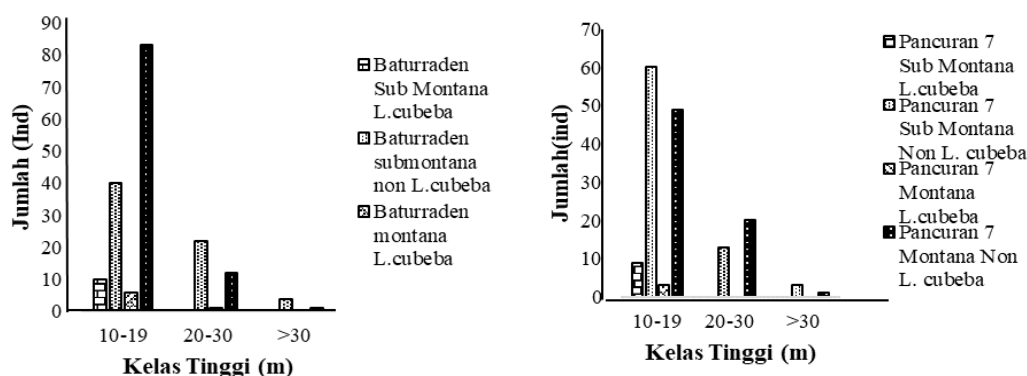 90
80
70
60
50
40
30
20
10
0
Jumlah (Ind)
10-19 20-30 >30
Kelas Tinggi (m)
Baturraden
Sub Montana
L.cubeba
Baturraden
submontana
non L.cubeba
Baturraden
montana
L.cubeba
70
60
50
40
30
20
10
0
Jumlah(ind)
10-19 20-30 >30
Kelas Tinggi (m)
Pancuran 7
Sub Montana
L.cubeba
Pancuran 7
Sub Montana
Non L. cubeba
Pancuran 7
Montana
L.cubeba
Pancuran 7
Montana Non
L. cubeba